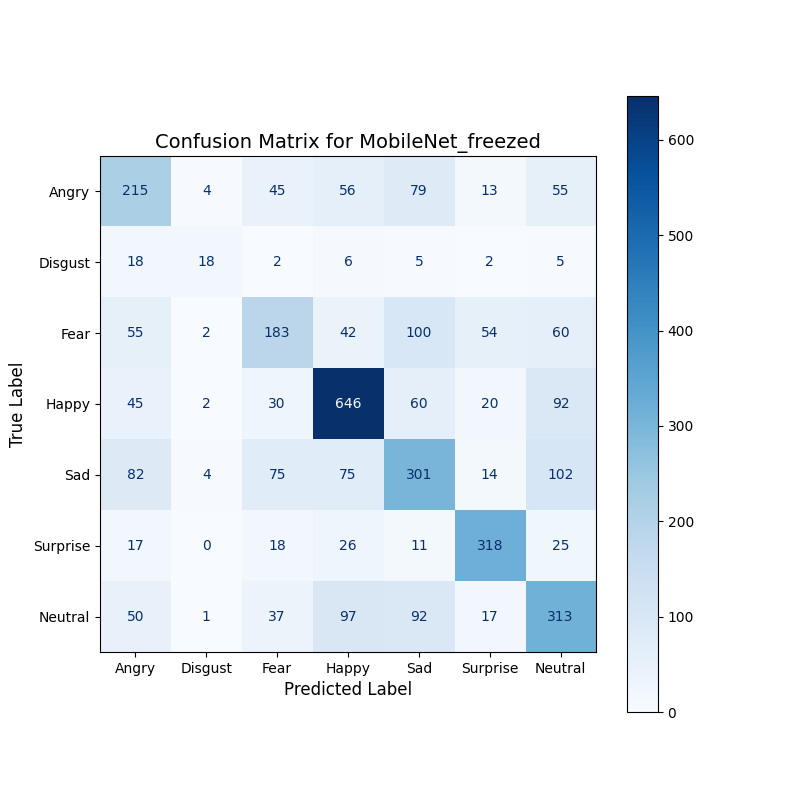 Confusion Matrix for MobileNet_freezed
600
500
400
300
200
100
0
True Label
Angry 215 4 45 56 79 13 55
Disgust 18 18 2 6 5 2 5
Fear 55 2 183 42 100 54 60
Happy 45 2 30 646 60 20 92
Sad 82 4 75 75 301 14 102
Surprise 17 0 18 26 11 318 25
Neutral 50 1 37 97 92 17 313
Angry Disgust Fear Happy Sad Surprise Neutral
Predicted Label